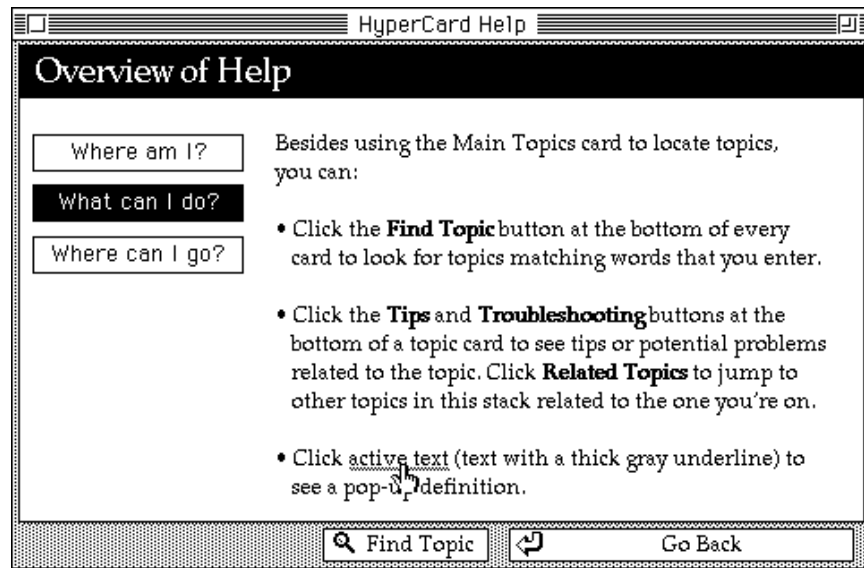 HyperCard Help
Overview of Help
Where am I?
What can I do?
Where can I go?
Besides using the Main Topics card to locate topics,
you can:
• Click the Find Topic button at the bottom of every
card to look for topics matching words that you enter.
• Click the Tips and Troubleshooting buttons at the
bottom of a topic card to see tips or potential problems
related to the topic. Click Related Topics to jump to
other topics in this stack related to the one you're on.
• Click active text (text with a thick gray underline) to
see a pop-up definition.
Find Topic
Go Back